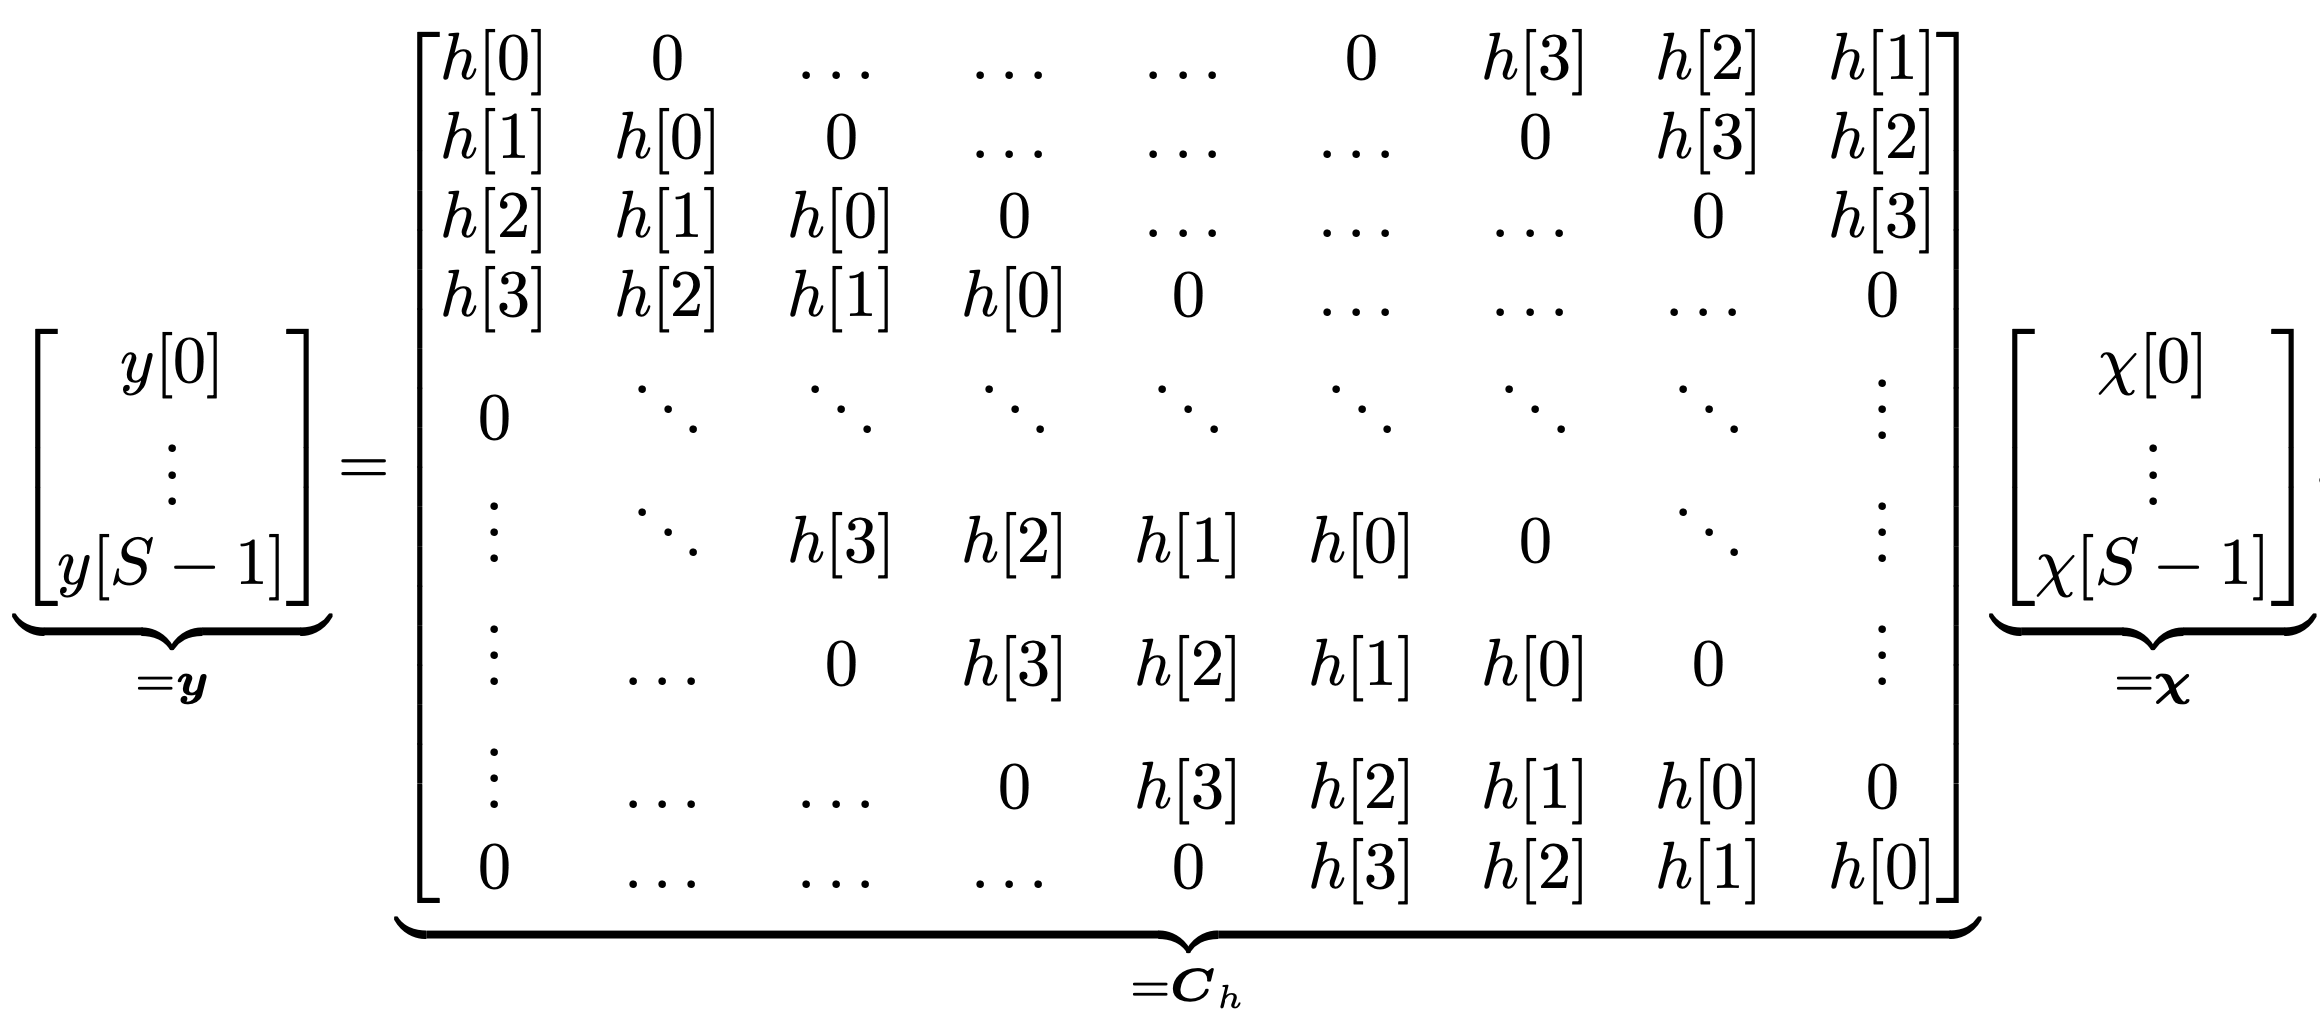 h[0] 0 … … … 0 h[3] h[2] h[1]
h[1] h[0] 0 … … … 0 h[3] h[2]
h[2] h[1] h[0] 0 … … … 0 h[3]
h[3] h[2] h[1] h[0] 0 … … … 0
y[0] 0 ⋱ ⋱ ⋱ ⋱ ⋱ ⋱ ⋱ ⋮ χ[0]
⋮ = ⋮ ⋱ h[3] h[2] h[1] h[0] 0 ⋱ ⋮ ⋮
y[S − 1] χ[S − 1]
=y ⋮ … 0 h[3] h[2] h[1] h[0] 0 ⋮ =χ
⋮ … … 0 h[3] h[2] h[1] h[0] 0
0 … … … 0 h[3] h[2] h[1] h[0]
=C_h